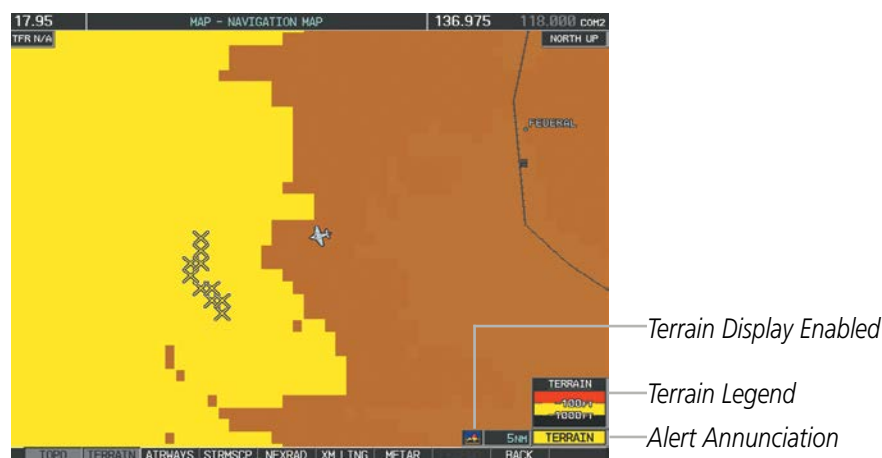 17.95 MAP - NAVIGATION MAP 136.975 118.000 COM2
TFR N/A NORTH UP
FEDERAL
Terrain Display Enabled
TERRAIN
-100FT
-1000FT
Terrain Legend
5NM TERRAIN
Alert Annunciation
TOPO TERRAIN AIRWAYS STRMSCP NEXRAD XM LTNG METAR BACK